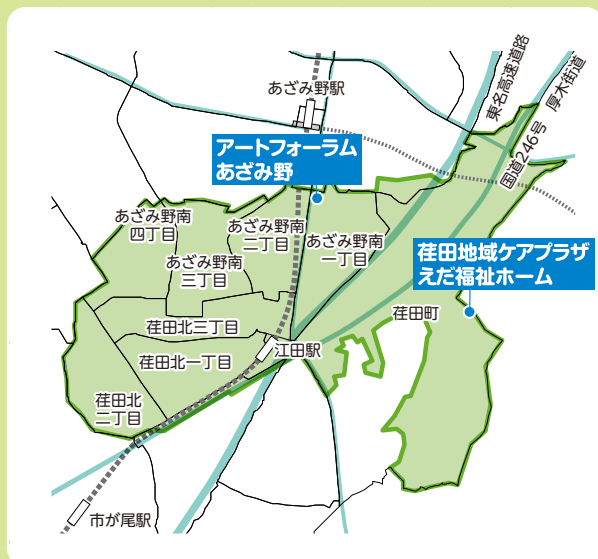 あざみ野駅
東名高速道路
厚木街道
国道246号
アートフォーラム
あざみ野
あざみ野南
四丁目
あざみ野南
二丁目
あざみ野南
一丁目
あざみ野南
三丁目
荏田地域ケアプラザ
えだ福祉ホーム
荏田町
荏田北三丁目
江田駅
荏田北一丁目
荏田北
二丁目
市が尾駅